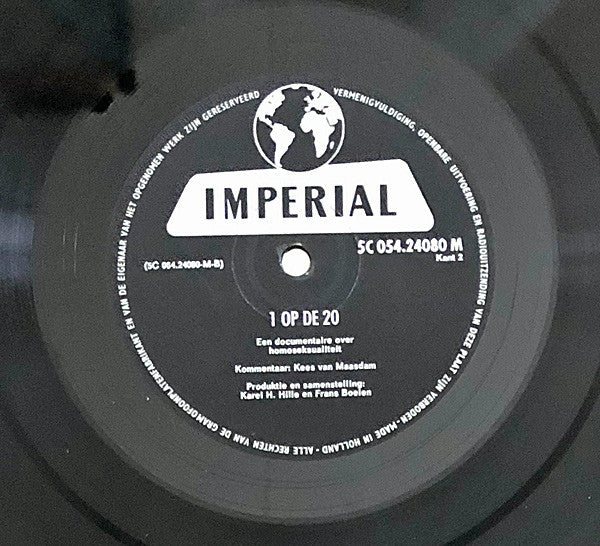 IMPERIAL
5C 054.24080 M
Kant 2
(5C 054.24080-M-B)
1 OP DE 20
Een documentaire over
homoseksualiteit
Kommentaar: Kees van Maasdam
Produktie en samenstelling:
Karel H. Hille en Frans Boelen
ALLE RECHTEN VAN DE GRAMOFOONPLATENFABRIKANT EN VAN DE EIGENAAR VAN HET OPGENOMEN WERK ZIJN GERESERVEERD
VERMENIGVULDIGING, OPENBARE UITVOERING EN RADIOUITZENDING VAN DEZE PLAAT ZIJN VERBODEN - MADE IN HOLLAND -